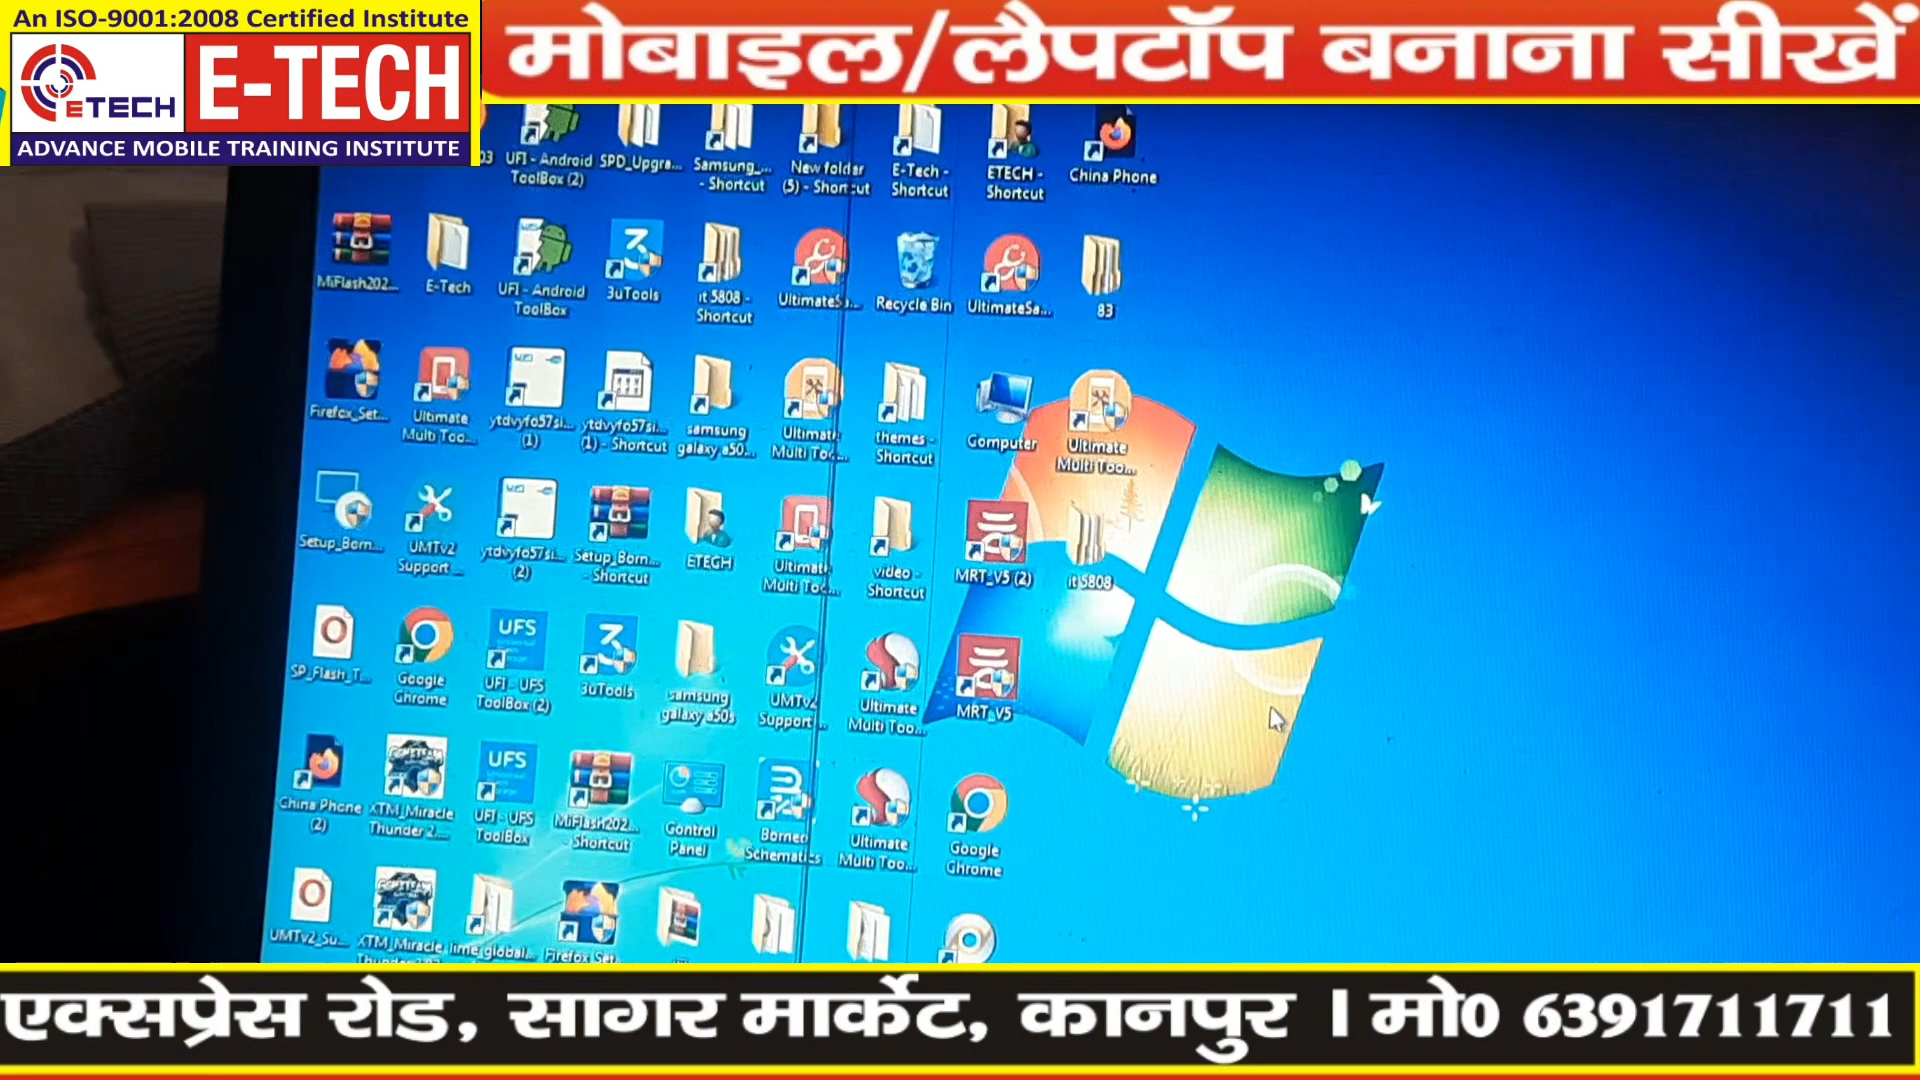 An ISO-9001:2008 Certified Institute
eTECH
E-TECH
ADVANCE MOBILE TRAINING INSTITUTE
मोबाइल/लैपटॉप बनाना सीखें
UFI - Android ToolBox (2)
SPD_Upgra...
Samsung_... - Shortcut
New folder (5) - Shortcut
E-Tech - Shortcut
ETECH - Shortcut
China Phone
MiFlash202...
E-Tech
UFI - Android ToolBox
3uTools
it 5808 - Shortcut
UltimateSa...
Recycle Bin
UltimateSa...
83
Firefox_Set...
Ultimate Multi Too...
ytdvyfo57si... (1)
ytdvyfo57si... (1) - Shortcut
samsung galaxy a50...
Ultimate Multi Too...
themes - Shortcut
Computer
Ultimate Multi Too...
Setup_Born...
UMTv2 Support ...
ytdvyfo57si... (2)
Setup_Born... - Shortcut
ETECH
Ultimate Multi Too...
video - Shortcut
MRT_V5 (2)
it 5808
SP_Flash_T...
Google Chrome
UFS
UFI - UFS ToolBox (2)
3uTools
samsung galaxy a50s
UMTv2 Support ...
Ultimate Multi Too...
MRT_V5
China Phone (2)
XTM_Miracle Thunder 2....
UFS
UFI - UFS ToolBox
MiFlash202... - Shortcut
Control Panel
Borneo Schematics
Ultimate Multi Too...
Google Chrome
UMTv2_Su...
XTM_Miracle
lime global...
Firefox Set...
एक्सप्रेस रोड, सागर मार्केट, कानपुर । मो0 6391711711